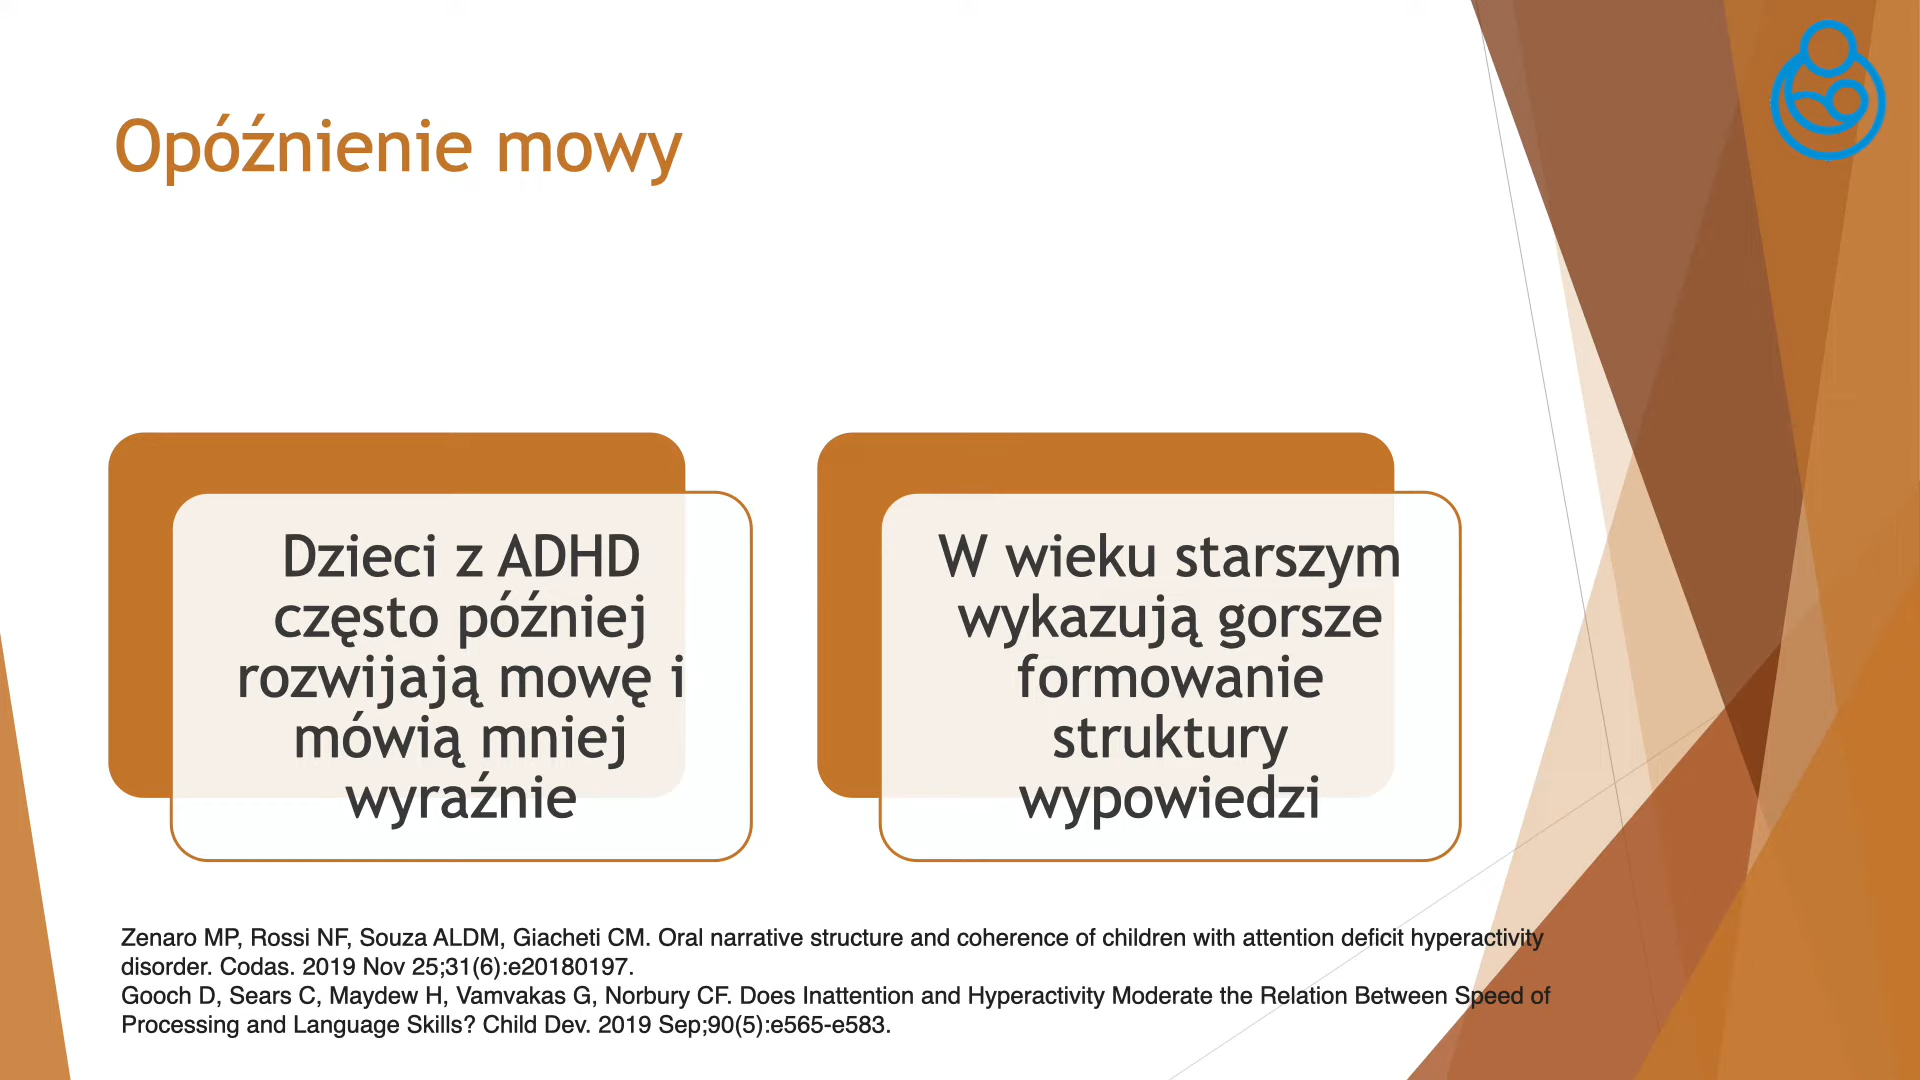 Opóźnienie mowy
Dzieci z ADHD
często później
rozwijają mowę i
mówią mniej
wyraźnie
W wieku starszym
wykazują gorsze
formowanie
struktury
wypowiedzi
Zenaro MP, Rossi NF, Souza ALDM, Giacheti CM. Oral narrative structure and coherence of children with attention deficit hyperactivity
disorder. Codas. 2019 Nov 25;31(6):e20180197.
Gooch D, Sears C, Maydew H, Vamvakas G, Norbury CF. Does Inattention and Hyperactivity Moderate the Relation Between Speed of
Processing and Language Skills? Child Dev. 2019 Sep;90(5):e565-e583.